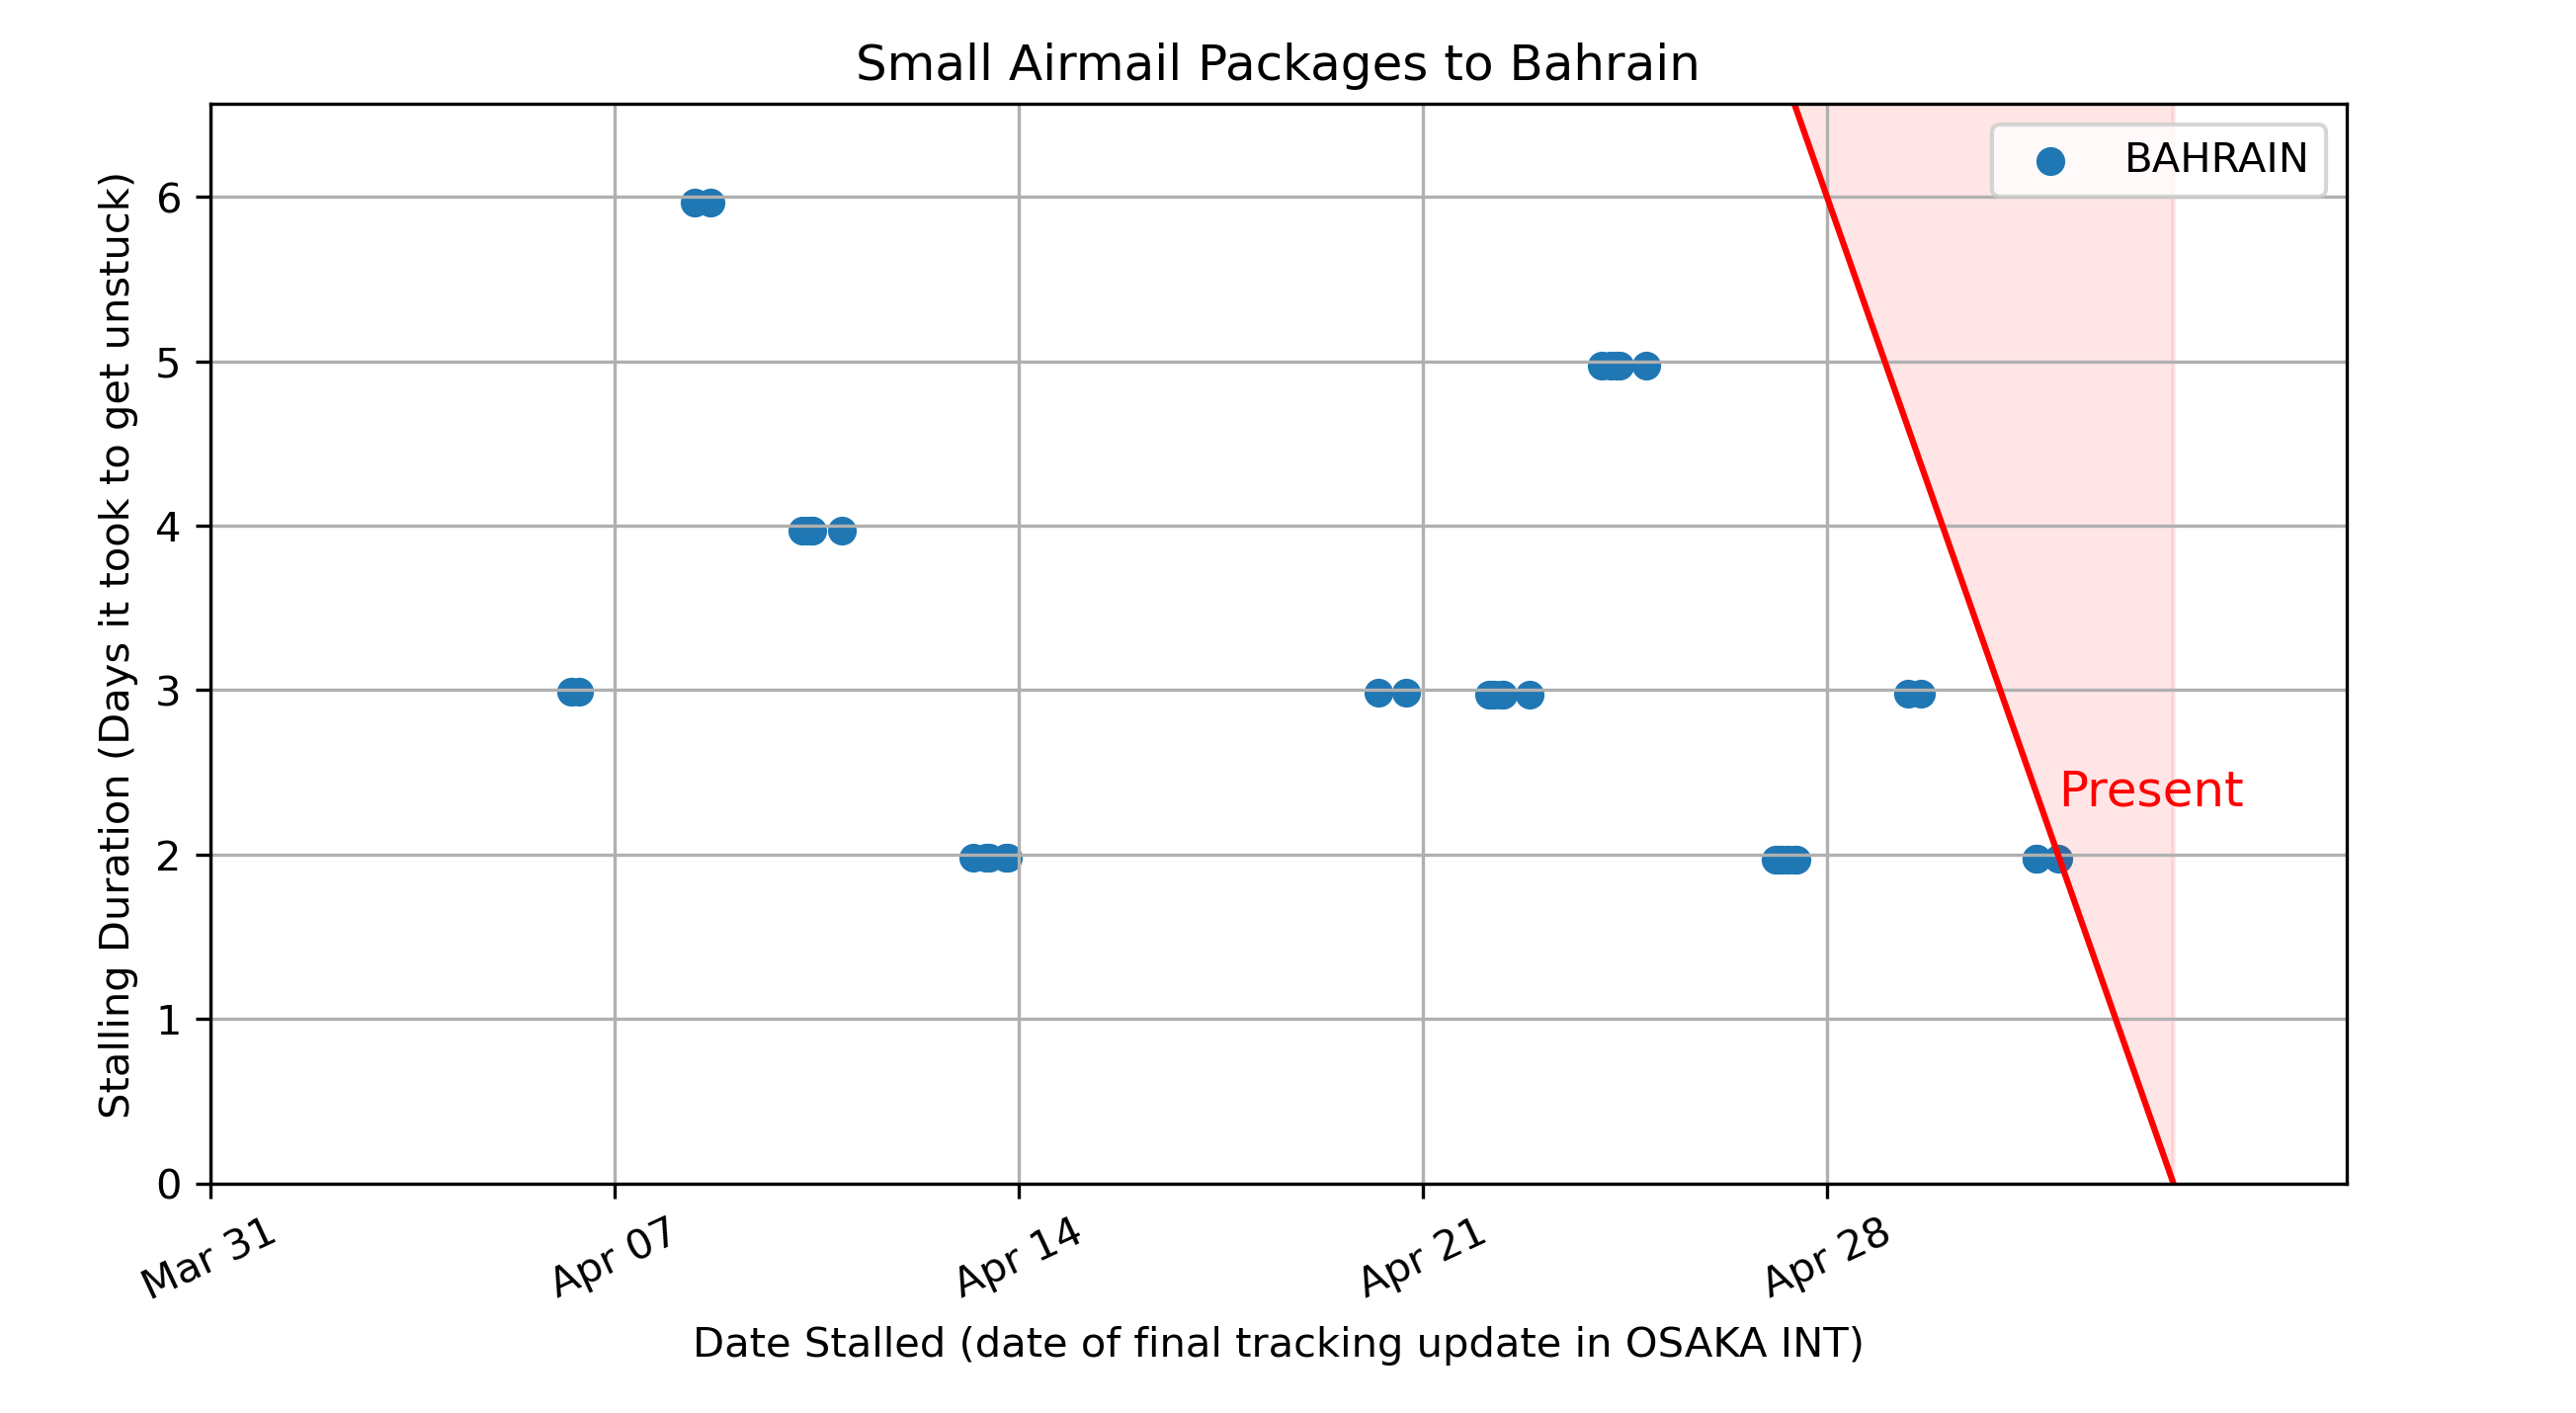 Small Airmail Packages to Bahrain
BAHRAIN
Stalling Duration (Days it took to get unstuck)
6
5
4
3
2
1
0
Present
Mar 31
Apr 07
Apr 14
Apr 21
Apr 28
Date Stalled (date of final tracking update in OSAKA INT)